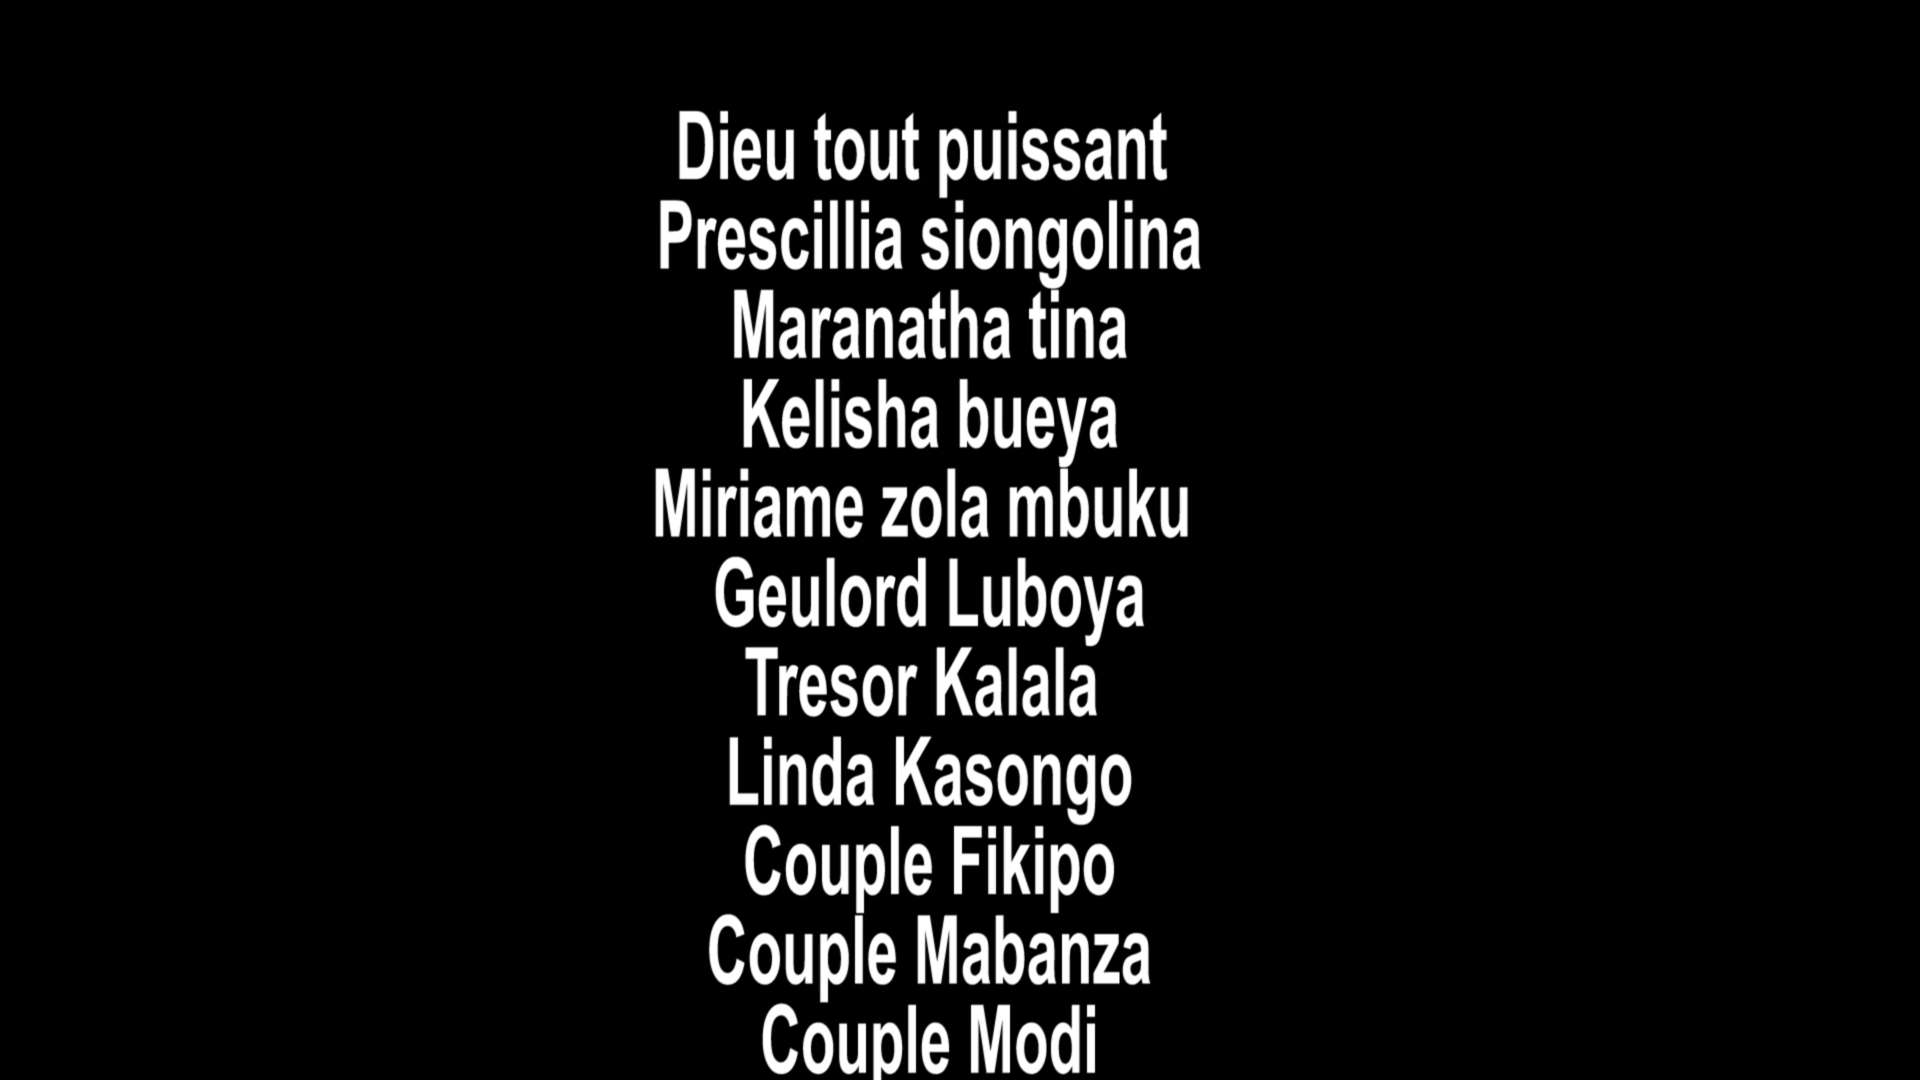 Dieu tout puissant
Prescillia siongolina
Maranatha tina
Kelisha bueya
Miriame zola mbuku
Geulord Luboya
Tresor Kalala
Linda Kasongo
Couple Fikipo
Couple Mabanza
Couple Modi